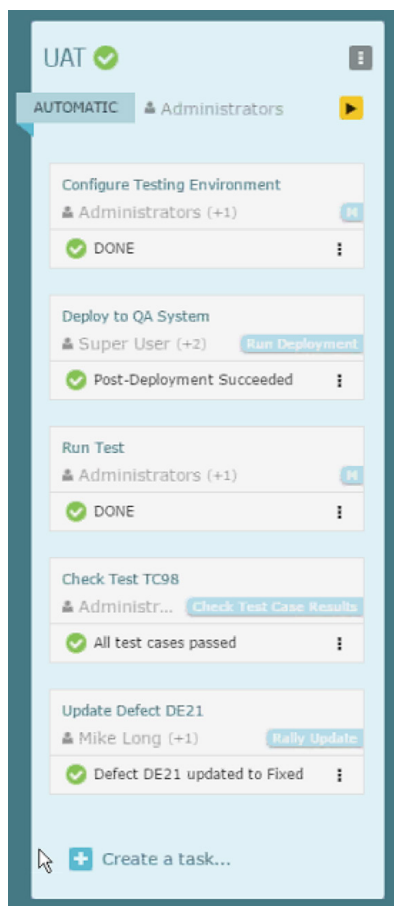 UAT
AUTOMATIC Administrators
Configure Testing Environment
Administrators (+1) M
DONE
Deploy to QA System
Super User (+2) Run Deployment
Post-Deployment Succeeded
Run Test
Administrators (+1) M
DONE
Check Test TC98
Administr... Check Test Case Results
All test cases passed
Update Defect DE21
Mike Long (+1) Rally Update
Defect DE21 updated to Fixed
Create a task...